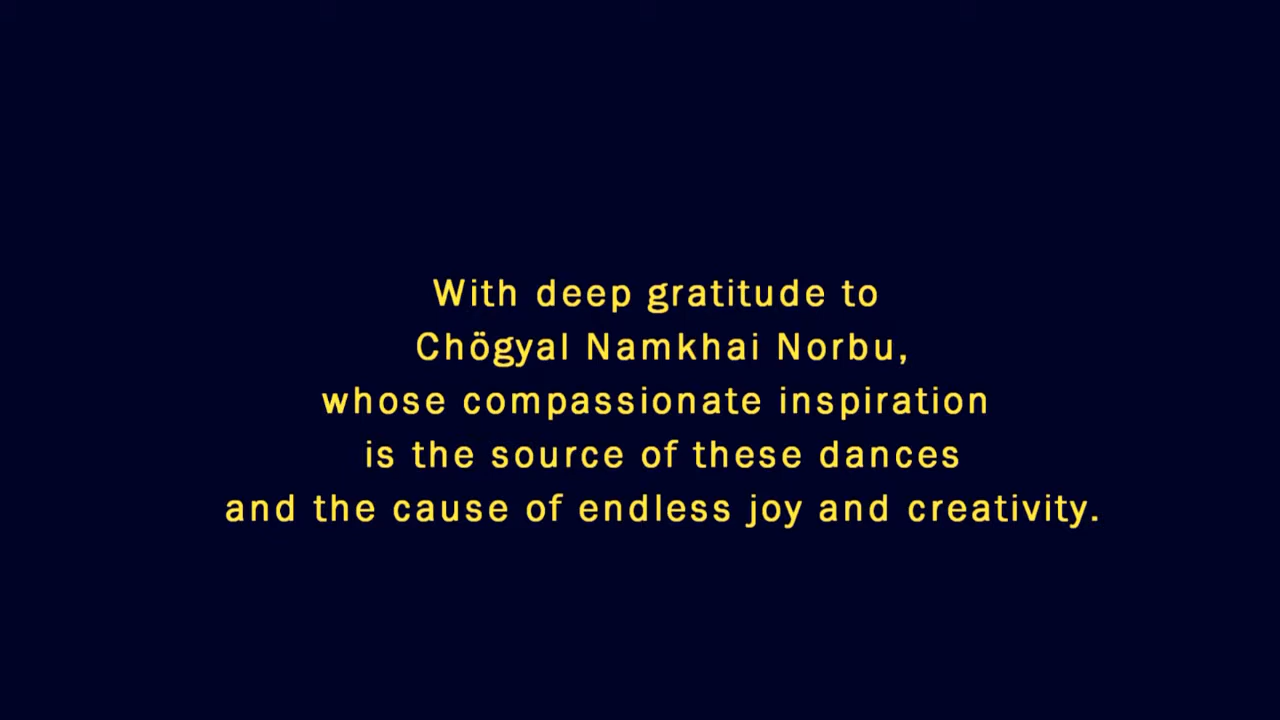 With deep gratitude to
Chögyal Namkhai Norbu,
whose compassionate inspiration
is the source of these dances
and the cause of endless joy and creativity.